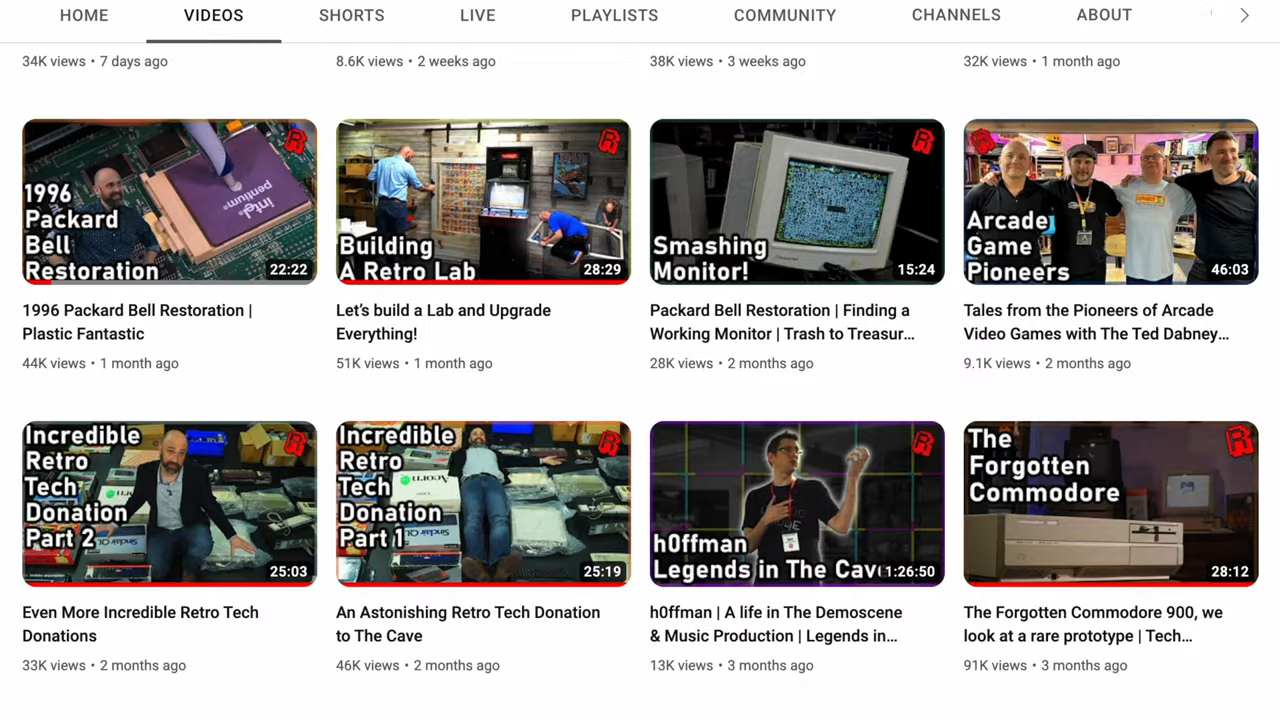 HOME VIDEOS SHORTS LIVE PLAYLISTS COMMUNITY CHANNELS ABOUT
34K views • 7 days ago
8.6K views • 2 weeks ago
38K views • 3 weeks ago
32K views • 1 month ago
1996
Packard
Bell
Restoration
intel
pentium
22:22
1996 Packard Bell Restoration |
Plastic Fantastic
44K views • 1 month ago
Building
A Retro Lab
28:29
Let's build a Lab and Upgrade
Everything!
51K views • 1 month ago
Smashing
Monitor!
15:24
Packard Bell Restoration | Finding a
Working Monitor | Trash to Treasur...
28K views • 2 months ago
Arcade
Game
Pioneers
46:03
Tales from the Pioneers of Arcade
Video Games with The Ted Dabney...
9.1K views • 2 months ago
Incredible
Retro
Tech
Donation
Part 2
sinclair QL
25:03
Even More Incredible Retro Tech
Donations
33K views • 2 months ago
Incredible
Retro
Tech
Donation
Part 1
Acorn
sinclair QL
25:19
An Astonishing Retro Tech Donation
to The Cave
46K views • 2 months ago
h0ffman
Legends in The Cav
1:26:50
h0ffman | A life in The Demoscene
& Music Production | Legends in...
13K views • 3 months ago
The
Forgotten
Commodore
28:12
The Forgotten Commodore 900, we
look at a rare prototype | Tech...
91K views • 3 months ago